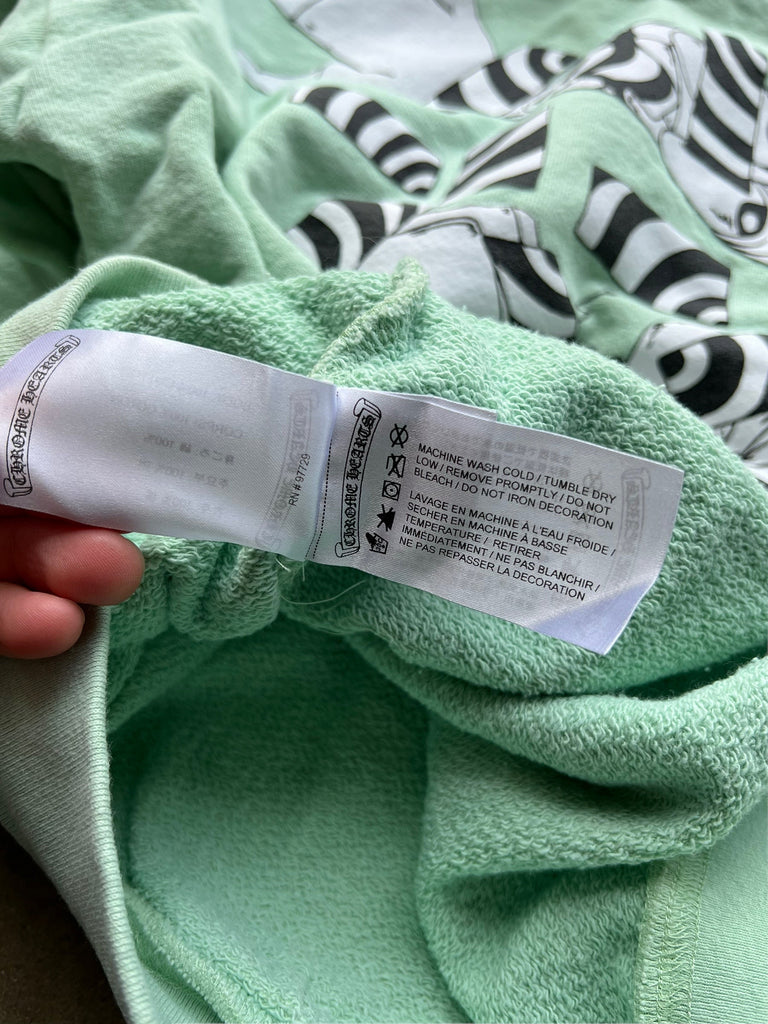 CHROME HEARTS
RN # 97729
CHROME HEARTS
MACHINE WASH COLD / TUMBLE DRY
LOW / REMOVE PROMPTLY / DO NOT
BLEACH / DO NOT IRON DECORATION
LAVAGE EN MACHINE À L'EAU FROIDE /
SECHER EN MACHINE À BASSE
TEMPERATURE / RETIRER
IMMEDIATEMENT / NE PAS BLANCHIR /
NE PAS REPASSER LA DECORATION